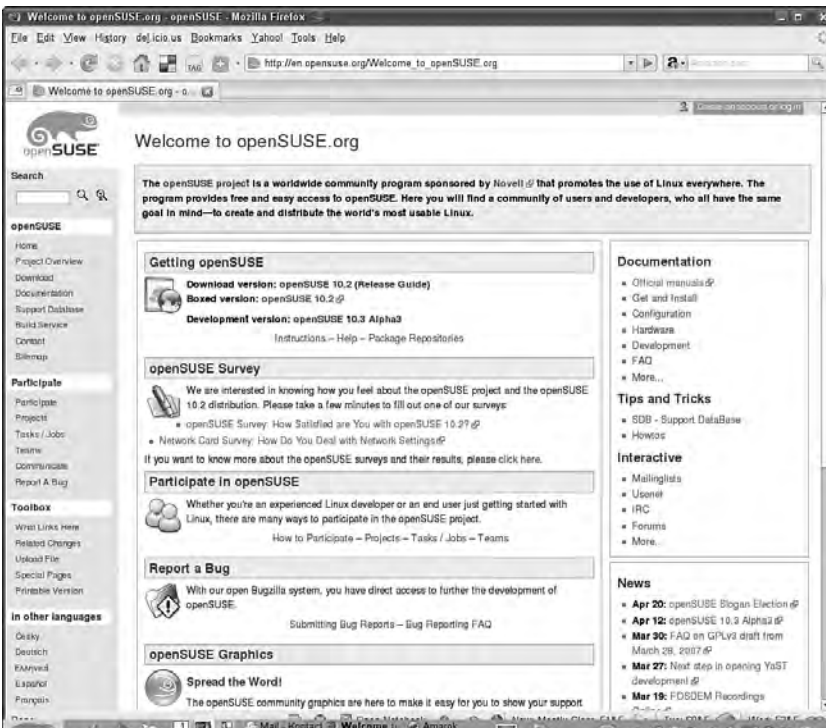 Welcome to openSUSE.org - openSUSE - Mozilla Firefox
File Edit View History del.icio.us Bookmarks Yahoo! Tools Help
TAG
http://en.opensuse.org/Welcome_to_openSUSE.org
Welcome to openSUSE.org - o...
Create an account or log in
openSUSE
Welcome to openSUSE.org
Search
The openSUSE project is a worldwide community program sponsored by Novell that promotes the use of Linux everywhere. The
program provides free and easy access to openSUSE. Here you will find a community of users and developers, who all have the same
goal in mind—to create and distribute the world's most usable Linux.
openSUSE
Home
Project Overview
Download
Documentation
Support Database
Build Service
Contact
Sitemap
Participate
Participate
Projects
Tasks / Jobs
Teams
Communicate
Report A Bug
Toolbox
What Links Here
Related Changes
Upload File
Special Pages
Printable Version
In other languages
Česky
Deutsch
Ελληνικά
Español
Français
Getting openSUSE
Download version: openSUSE 10.2 (Release Guide)
Boxed version: openSUSE 10.2
Development version: openSUSE 10.3 Alpha3
Instructions – Help – Package Repositories
openSUSE Survey
We are interested in knowing how you feel about the openSUSE project and the openSUSE
10.2 distribution. Please take a few minutes to fill out one of our surveys:
openSUSE Survey: How Satisfied are You with openSUSE 10.2?
Network Card Survey: How Do You Deal with Network Settings
If you want to know more about the openSUSE surveys and their results, please click here.
Participate in openSUSE
Whether you're an experienced Linux developer or an end user just getting started with
Linux, there are many ways to participate in the openSUSE project.
How to Participate – Projects – Tasks / Jobs – Teams
Report a Bug
With our open Bugzilla system, you have direct access to further the development of
openSUSE.
Submitting Bug Reports – Bug Reporting FAQ
openSUSE Graphics
Spread the Word!
The openSUSE community graphics are here to make it easy for you to show your support
Documentation
Official manuals
Get and Install
Configuration
Hardware
Development
FAQ
More...
Tips and Tricks
SDB - Support DataBase
Howtos
Interactive
Mailinglists
Usenet
IRC
Forums
More...
News
Apr 20: openSUSE Slogan Election
Apr 12: openSUSE 10.3 Alpha3
Mar 30: FAQ on GPLv3 draft from
March 28, 2007
Mar 27: Next step in opening YaST
development
Mar 19: FOSDEM Recordings
Online
Mail - Kontact Welcome to Amarok